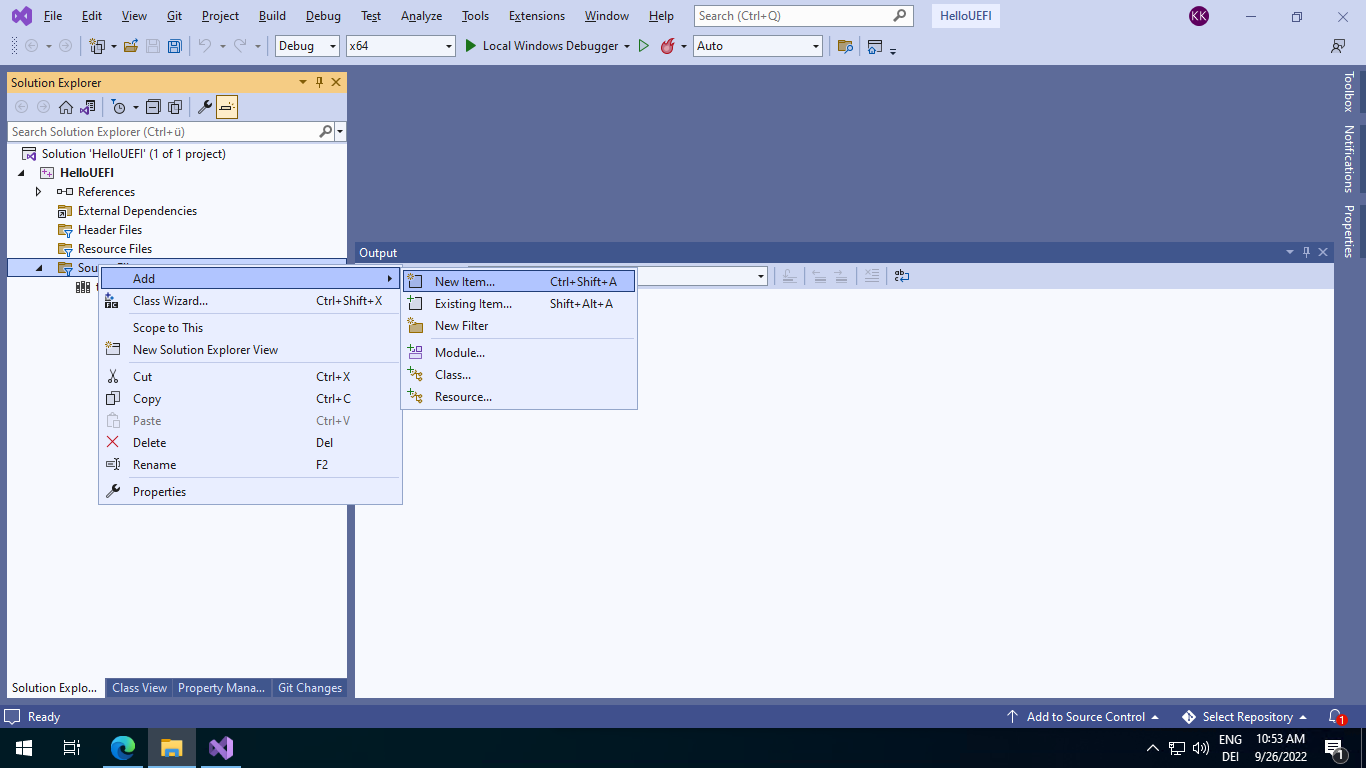 File Edit View Git Project Build Debug Test Analyze Tools Extensions Window Help Search (Ctrl+Q) HelloUEFI KK
Debug x64 Local Windows Debugger Auto
Solution Explorer
Search Solution Explorer (Ctrl+ü)
Solution 'HelloUEFI' (1 of 1 project)
HelloUEFI
References
External Dependencies
Header Files
Resource Files
Add
Class Wizard... Ctrl+Shift+X
Scope to This
New Solution Explorer View
Cut Ctrl+X
Copy Ctrl+C
Paste Ctrl+V
Delete Del
Rename F2
Properties
New Item... Ctrl+Shift+A
Existing Item... Shift+Alt+A
New Filter
Module...
Class...
Resource...
Output
Toolbox
Notifications
Properties
Solution Explo... Class View Property Mana... Git Changes
Ready Add to Source Control Select Repository 1
ENG 10:53 AM
DEI 9/26/2022 1